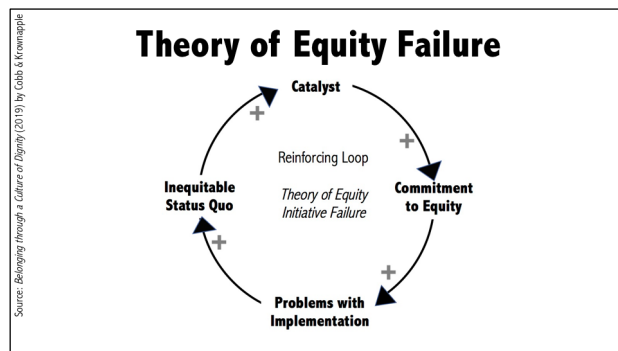 Theory of Equity Failure
Source: Belonging through a Culture of Dignity (2019) by Cobb & Krownapple
Catalyst
+
+
Reinforcing Loop
Theory of Equity
Initiative Failure
Inequitable
Status Quo
Commitment
to Equity
+
+
Problems with
Implementation